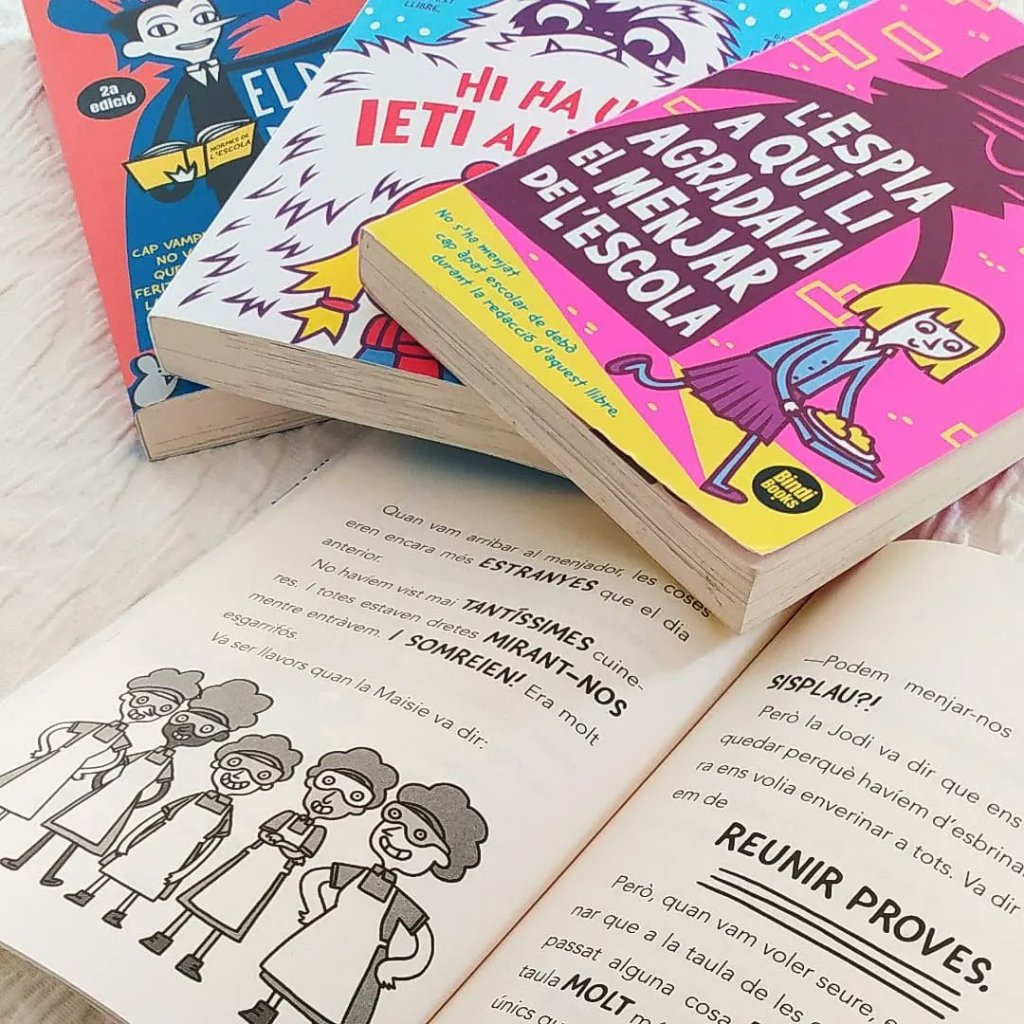 LLIBRE.
2a
edició
EL
NORMES DE
L'ESCOLA
CAP
NO
QUE
HI HA
IETI AL
L'ESPIA
A QUI LI
AGRADAVA
EL MENJAR
DE L'ESCOLA
No s'ha menjat
cap àpat escolar de debò
durant la redacció d'aquest llibre.
Bindi
Books
Quan vam arribar al menjador, les coses
eren encara més ESTRANYES que el dia
anterior.
No havíem vist mai TANTÍSSIMES cuine-
res. I totes estaven dretes MIRANT-NOS
mentre entràvem. I SOMREIEN! Era molt
esgarrifós.
Va ser llavors quan la Maisie va dir:
—Podem menjar-nos
SISPLAU?!
Però la Jodi va dir que ens
quedar perquè havíem d'esbrina
ra ens volia enverinar a tots. Va dir
em de
REUNIR PROVES.
Però, quan vam voler seure,
nar que a la taula de les
passat alguna cosa
taula MOLT
únics